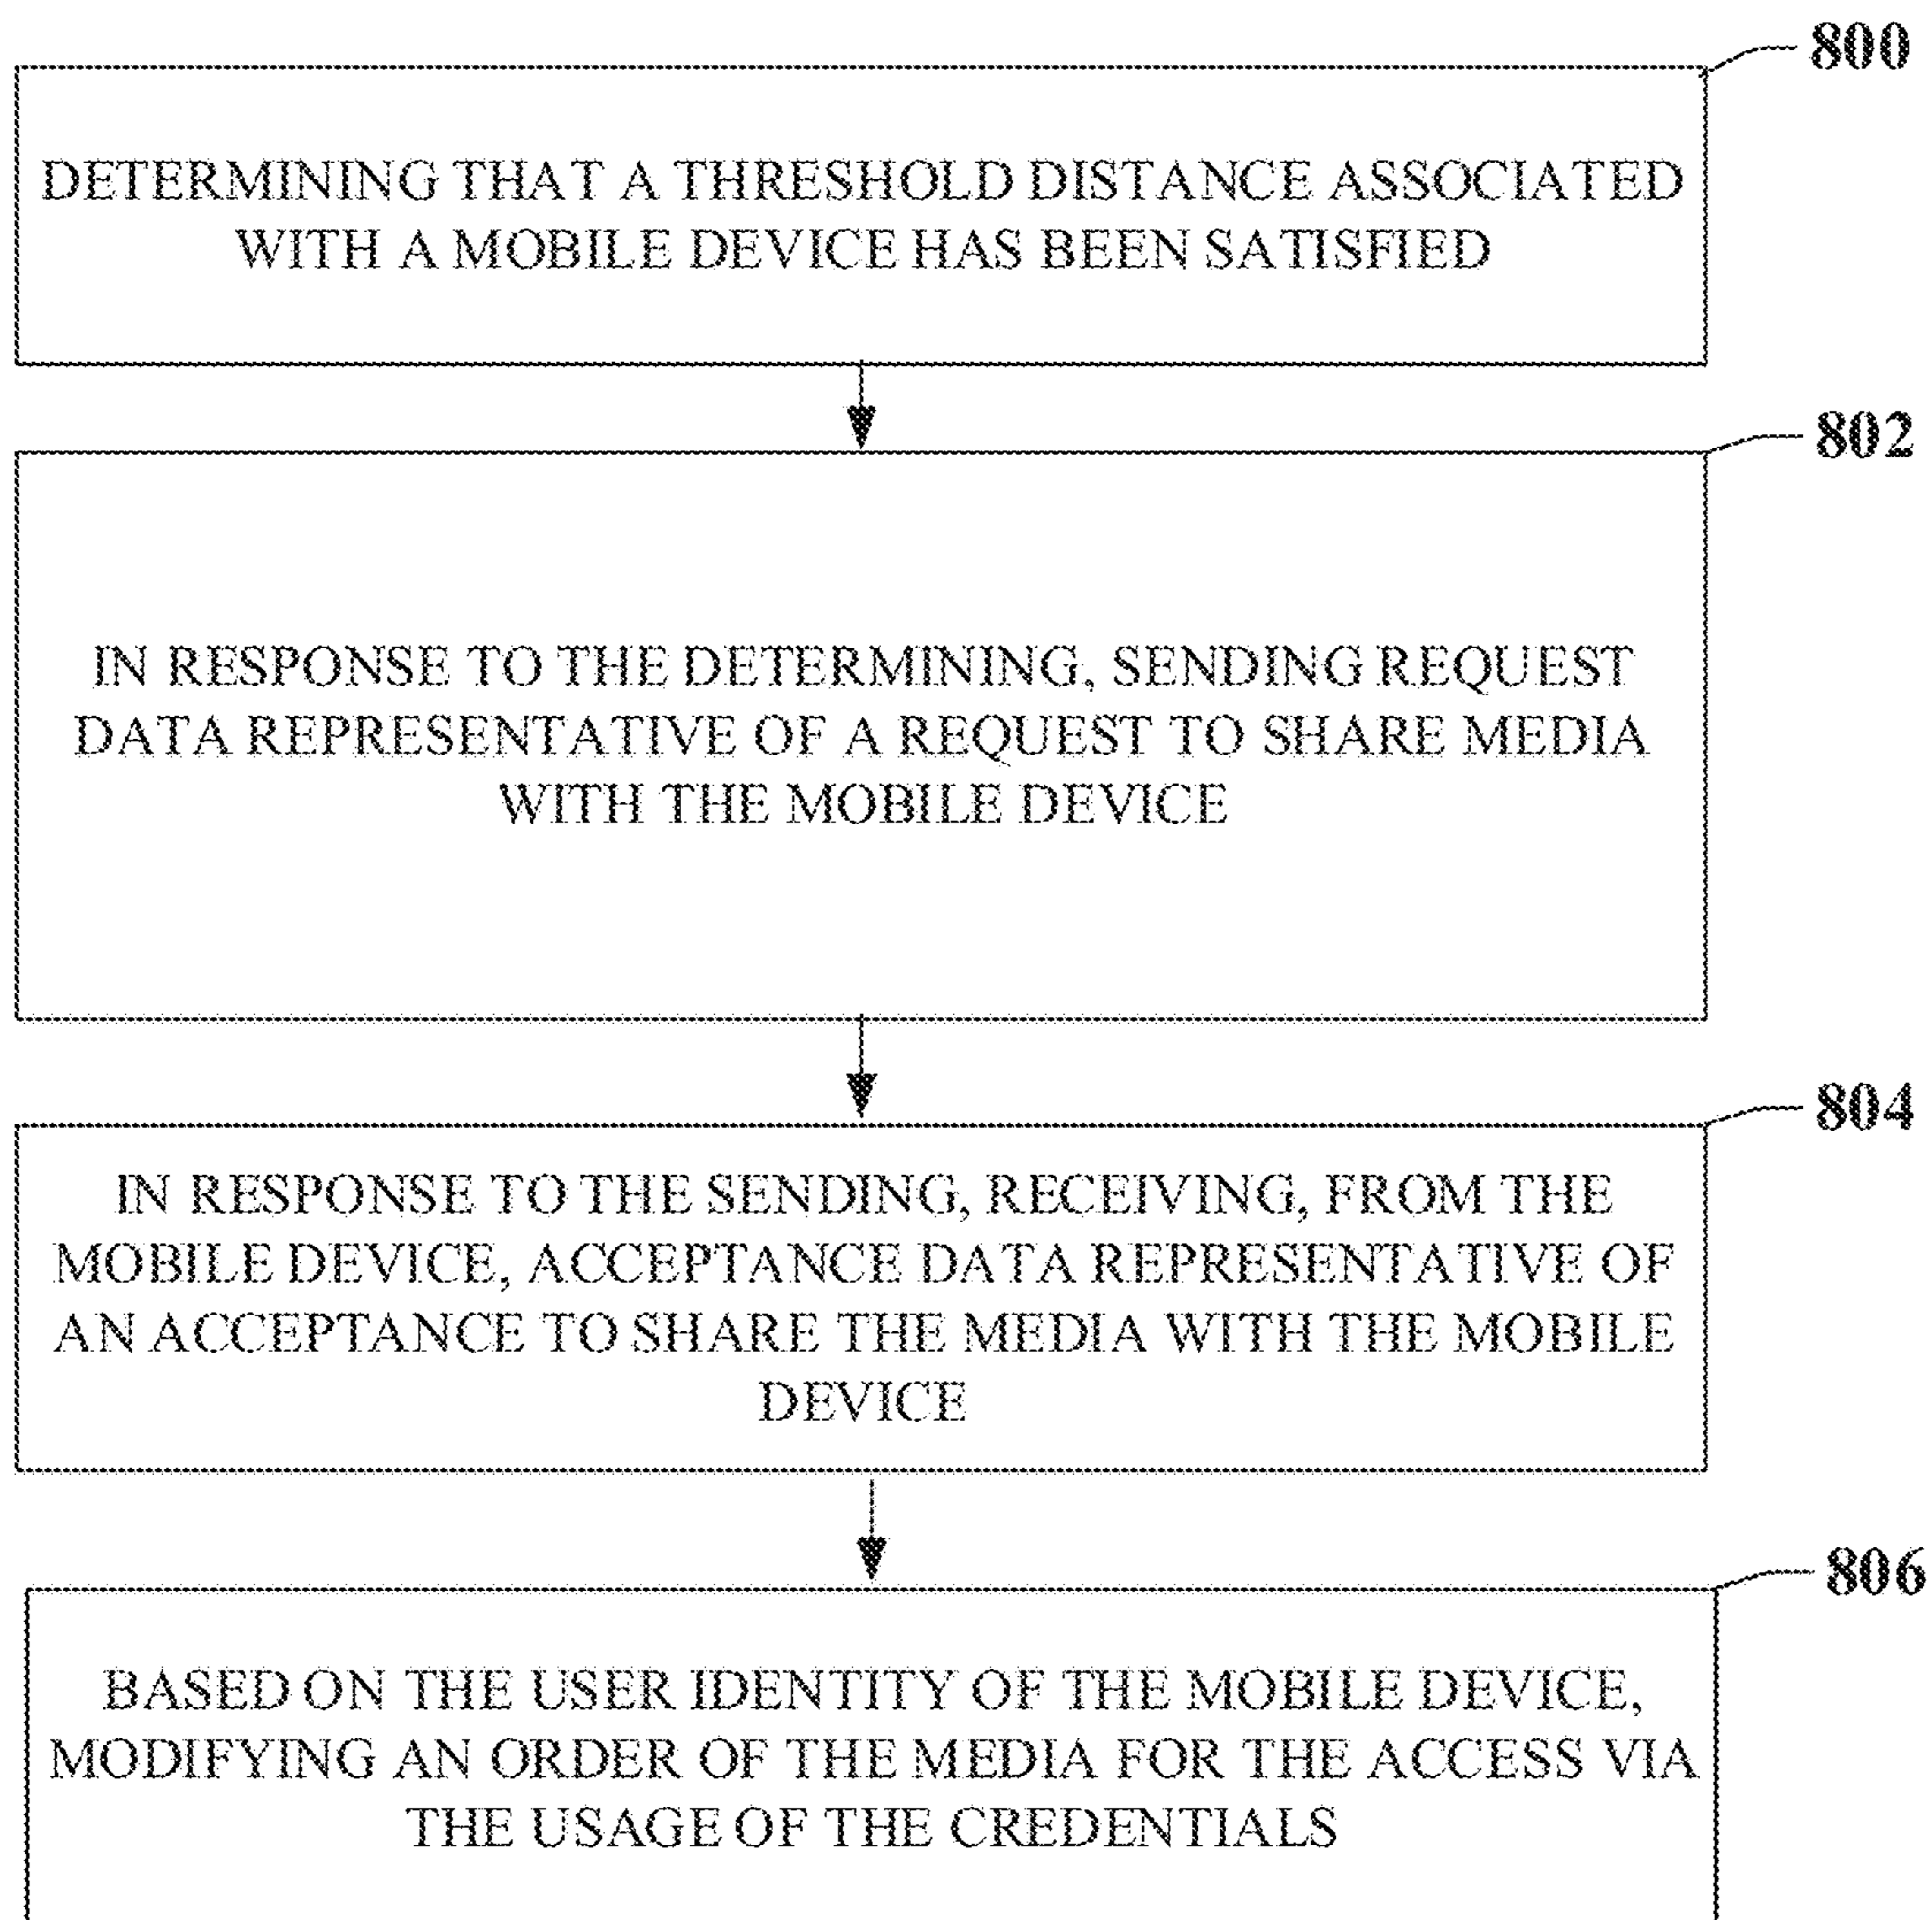 800
DETERMINING THAT A THRESHOLD DISTANCE ASSOCIATED
WITH A MOBILE DEVICE HAS BEEN SATISFIED
802
IN RESPONSE TO THE DETERMINING, SENDING REQUEST
DATA REPRESENTATIVE OF A REQUEST TO SHARE MEDIA
WITH THE MOBILE DEVICE
804
IN RESPONSE TO THE SENDING, RECEIVING, FROM THE
MOBILE DEVICE, ACCEPTANCE DATA REPRESENTATIVE OF
AN ACCEPTANCE TO SHARE THE MEDIA WITH THE MOBILE
DEVICE
806
BASED ON THE USER IDENTITY OF THE MOBILE DEVICE,
MODIFYING AN ORDER OF THE MEDIA FOR THE ACCESS VIA
THE USAGE OF THE CREDENTIALS